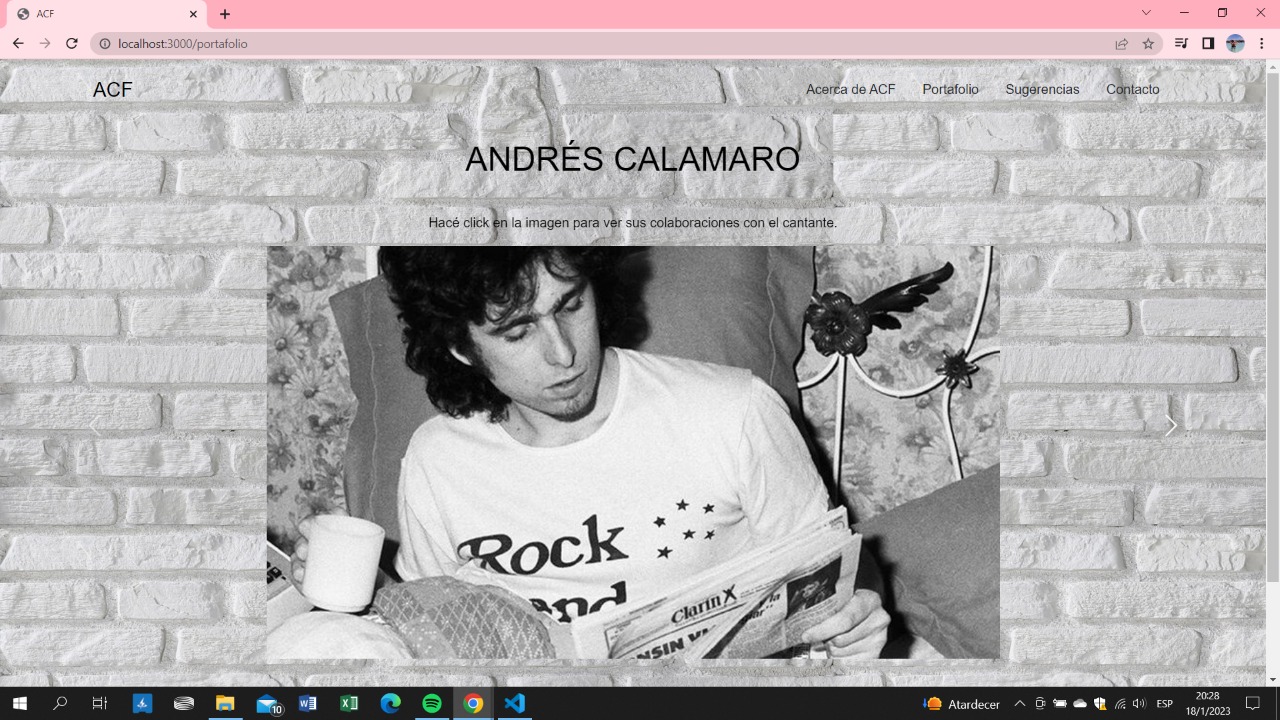 ACF
localhost:3000/portafolio
ACF
Acerca de ACF Portafolio Sugerencias Contacto
ANDRÉS CALAMARO
Hacé click en la imagen para ver sus colaboraciones con el cantante.
Rock
Clarín X
10
Atardecer
ESP
20:28
18/1/2023